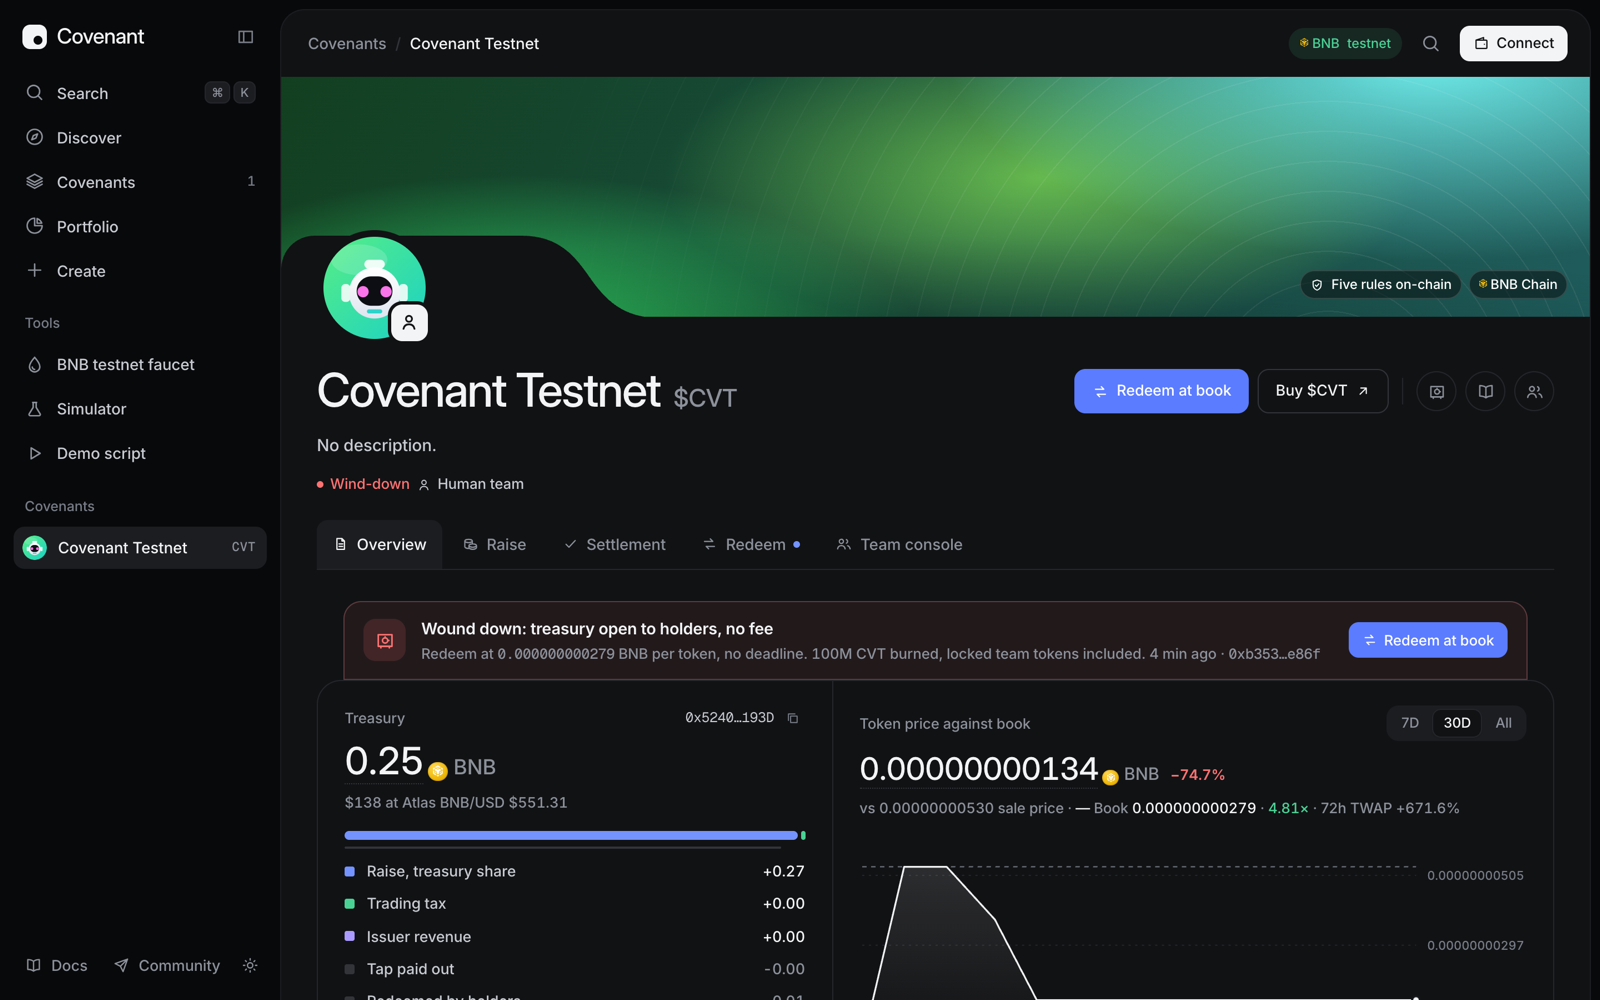 Covenant
Search ⌘ K
Discover
Covenants 1
Portfolio
Create
Tools
BNB testnet faucet
Simulator
Demo script
Covenants
Covenant Testnet CVT
Docs Community
Covenants / Covenant Testnet
BNB testnet
Connect
Five rules on-chain
BNB Chain
Covenant Testnet $CVT
Redeem at book
Buy $CVT ↗
No description.
Wind-down Human team
Overview Raise Settlement Redeem Team console
Wound down: treasury open to holders, no fee
Redeem at 0.000000000279 BNB per token, no deadline. 100M CVT burned, locked team tokens included. 4 min ago · 0xb353…e86f
Redeem at book
Treasury 0x5240…193D
0.25 BNB
$138 at Atlas BNB/USD $551.31
Raise, treasury share +0.27
Trading tax +0.00
Issuer revenue +0.00
Tap paid out -0.00
Redeemed by holders -0.01
Token price against book
7D 30D All
0.00000000134 BNB −74.7%
vs 0.00000000530 sale price · — Book 0.000000000279 · 4.81× · 72h TWAP +671.6%
0.00000000505
0.00000000297